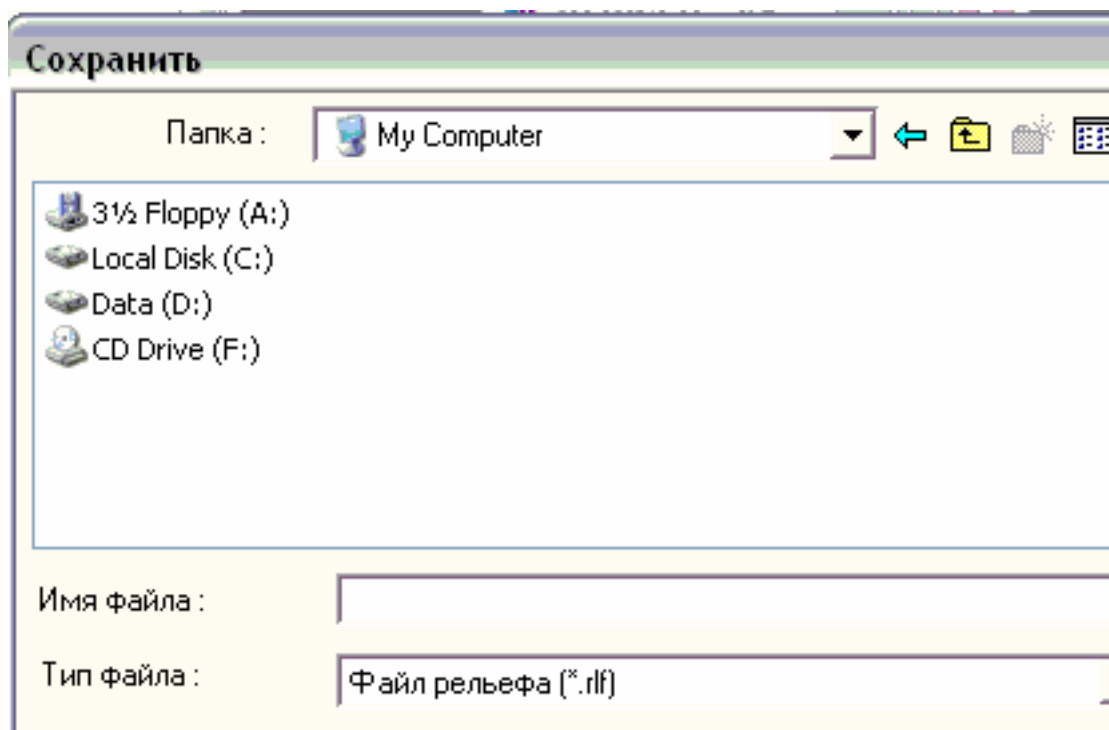 Сохранить
Папка : My Computer
3½ Floppy (A:)
Local Disk (C:)
Data (D:)
CD Drive (F:)
Имя файла :
Тип файла : Файл рельефа (*.rlf)